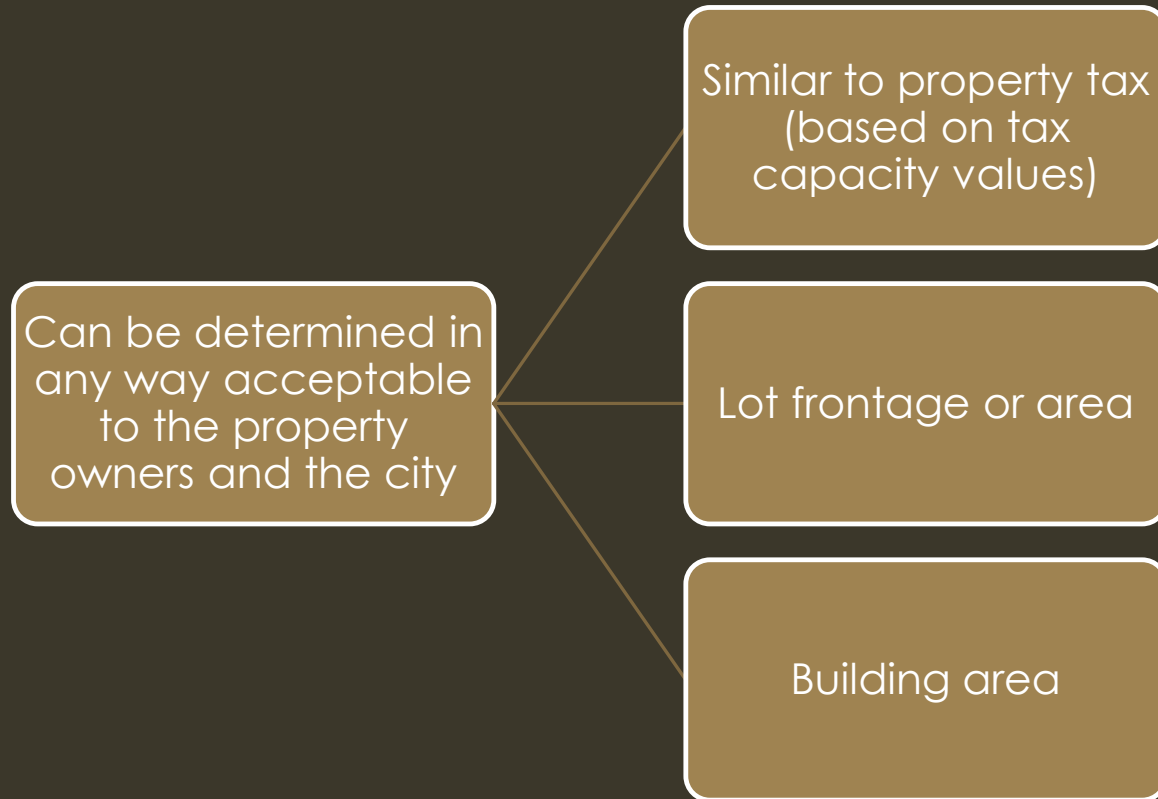 Can be determined in
any way acceptable
to the property
owners and the city
Similar to property tax
(based on tax
capacity values)
Lot frontage or area
Building area